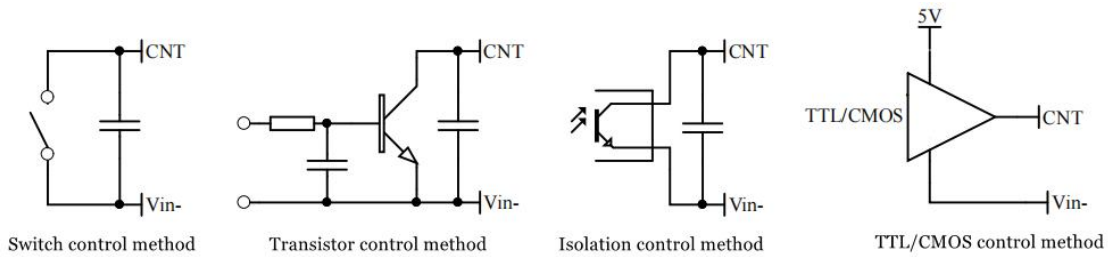 5V
CNT
CNT
CNT
TTL/CMOS
CNT
Vin-
Vin-
Vin-
Vin-
Switch control method
Transistor control method
Isolation control method
TTL/CMOS control method